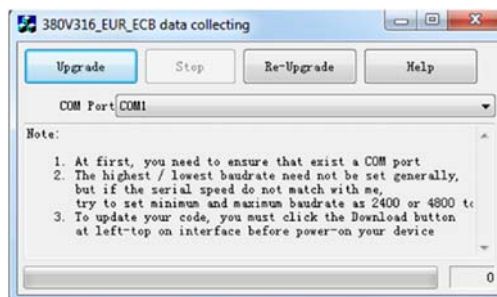 380V316_EUR_ECB data collecting
Upgrade Stop Re-Upgrade Help
COM Port COM1
Note:
1. At first, you need to ensure that exist a COM port
2. The highest / lowest baudrate need not be set generally,
but if the serial speed do not match with me,
try to set minimum and maximum baudrate as 2400 or 4800 to
3. To update your code, you must click the Download button
at left-top on interface before power-on your device
0